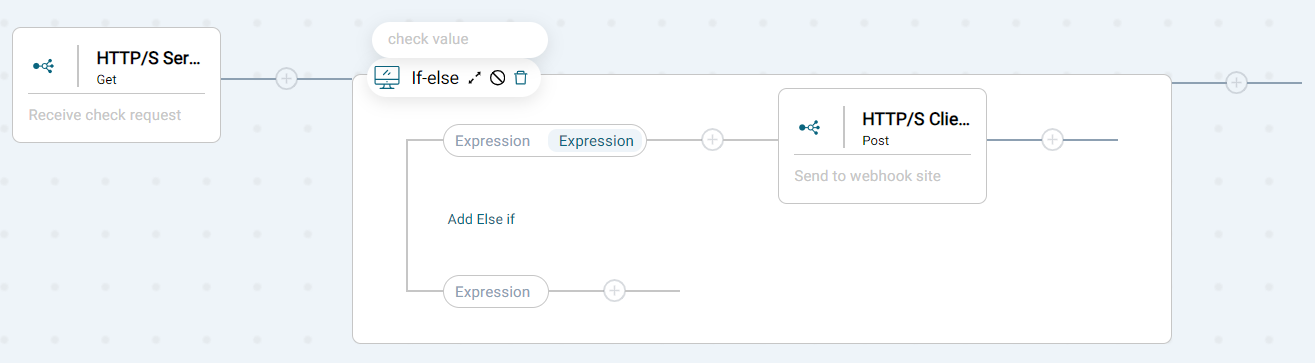 HTTP/S Ser...
Get
Receive check request
check value
If-else
Expression Expression
HTTP/S Clie...
Post
Send to webhook site
Add Else if
Expression